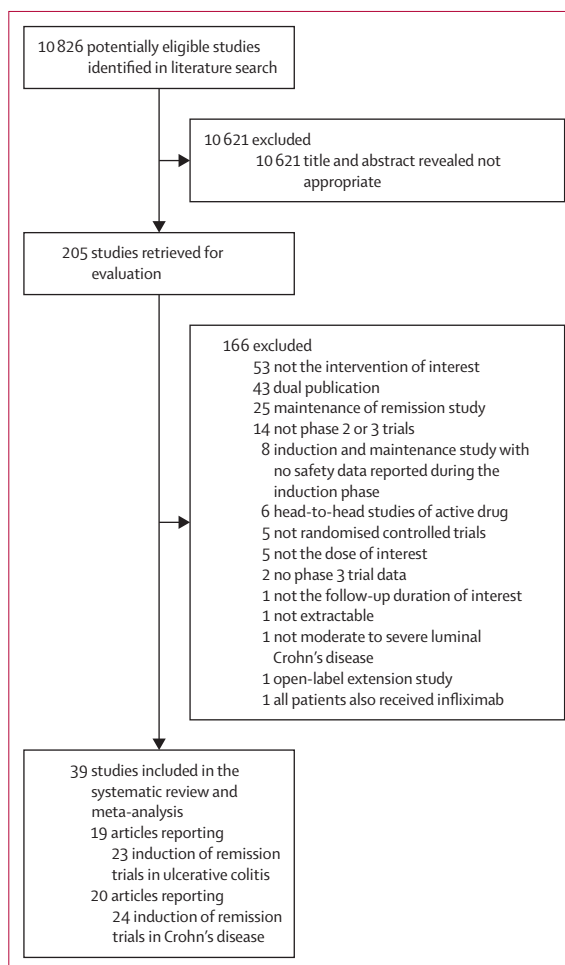 10 826 potentially eligible studies
identified in literature search
10 621 excluded
10 621 title and abstract revealed not
appropriate
205 studies retrieved for
evaluation
166 excluded
53 not the intervention of interest
43 dual publication
25 maintenance of remission study
14 not phase 2 or 3 trials
8 induction and maintenance study with
no safety data reported during the
induction phase
6 head-to-head studies of active drug
5 not randomised controlled trials
5 not the dose of interest
2 no phase 3 trial data
1 not the follow-up duration of interest
1 not extractable
1 not moderate to severe luminal
Crohn's disease
1 open-label extension study
1 all patients also received infliximab
39 studies included in the
systematic review and
meta-analysis
19 articles reporting
23 induction of remission
trials in ulcerative colitis
20 articles reporting
24 induction of remission
trials in Crohn's disease